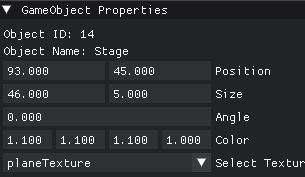 GameObject Properties
Object ID: 14
Object Name: Stage
93.000 45.000 Position
46.000 5.000 Size
0.000 Angle
1.100 1.100 1.100 1.000 Color
planeTexture Select Textur